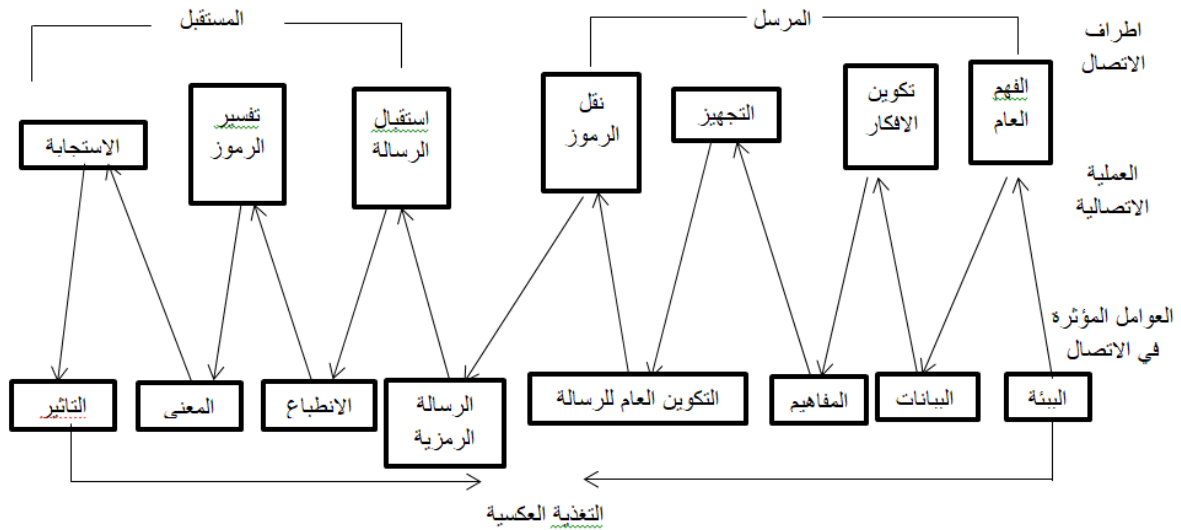 اطراف
الاتصال
المرسل
المستقبل
الفهم
العام
تكوين
الافكار
التجهيز
نقل
الرموز
استقبال
الرسالة
تفسير
الرموز
الاستجابة
العملية
الاتصالية
العوامل المؤثرة
في الاتصال
البيئة
البيانات
المفاهيم
التكوين العام للرسالة
الرسالة
الرمزية
الانطباع
المعنى
التاثير
التغذية العكسية